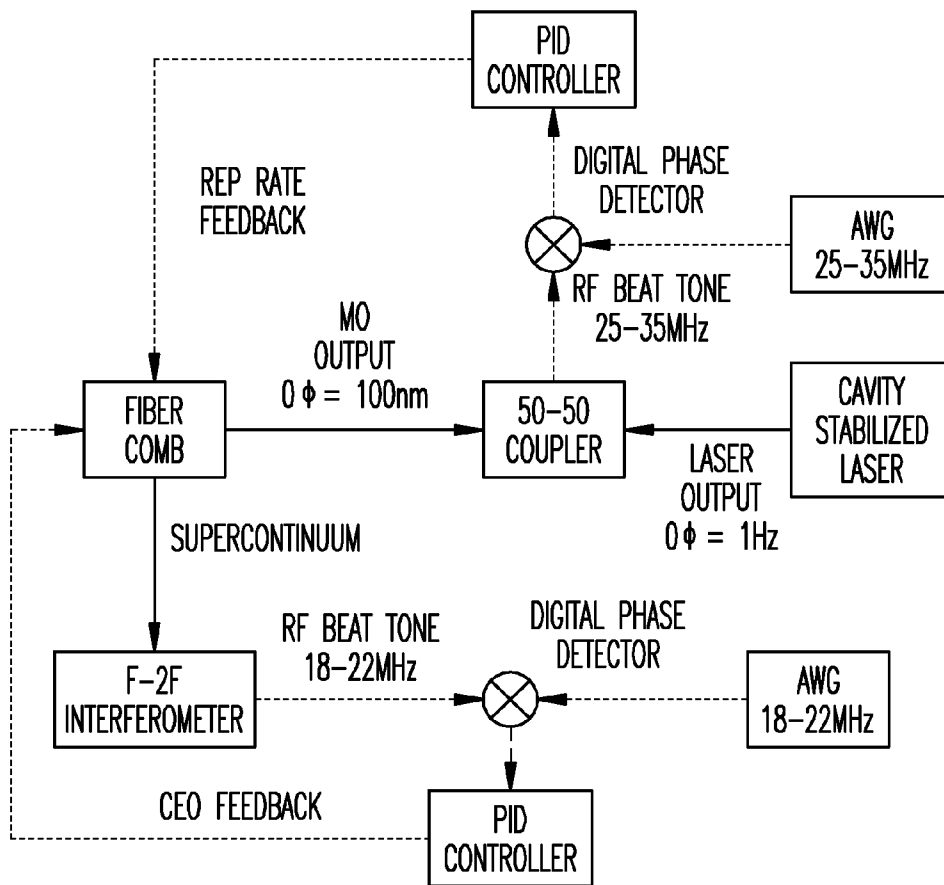 PID
CONTROLLER
DIGITAL PHASE
DETECTOR
REP RATE
FEEDBACK
AWG
25-35MHz
RF BEAT TONE
25-35MHz
MO
OUTPUT
0ϕ = 100nm
FIBER
COMB
50-50
COUPLER
CAVITY
STABILIZED
LASER
LASER
OUTPUT
0ϕ = 1Hz
SUPERCONTINUUM
RF BEAT TONE
18-22MHz
DIGITAL PHASE
DETECTOR
F-2F
INTERFEROMETER
AWG
18-22MHz
CEO FEEDBACK
PID
CONTROLLER